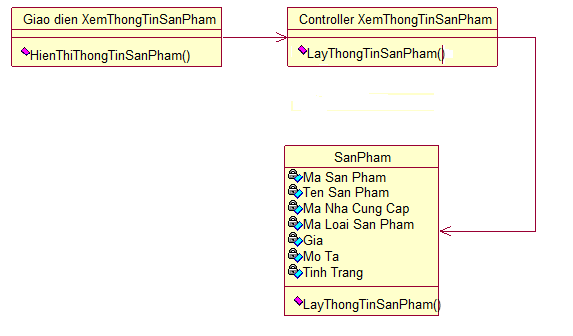 Giao dien XemThongTinSanPham
HienThiThongTinSanPham()
Controller XemThongTinSanPham
LayThongTinSanPham()
SanPham
Ma San Pham
Ten San Pham
Ma Nha Cung Cap
Ma Loai San Pham
Gia
Mo Ta
Tinh Trang
LayThongTinSanPham()